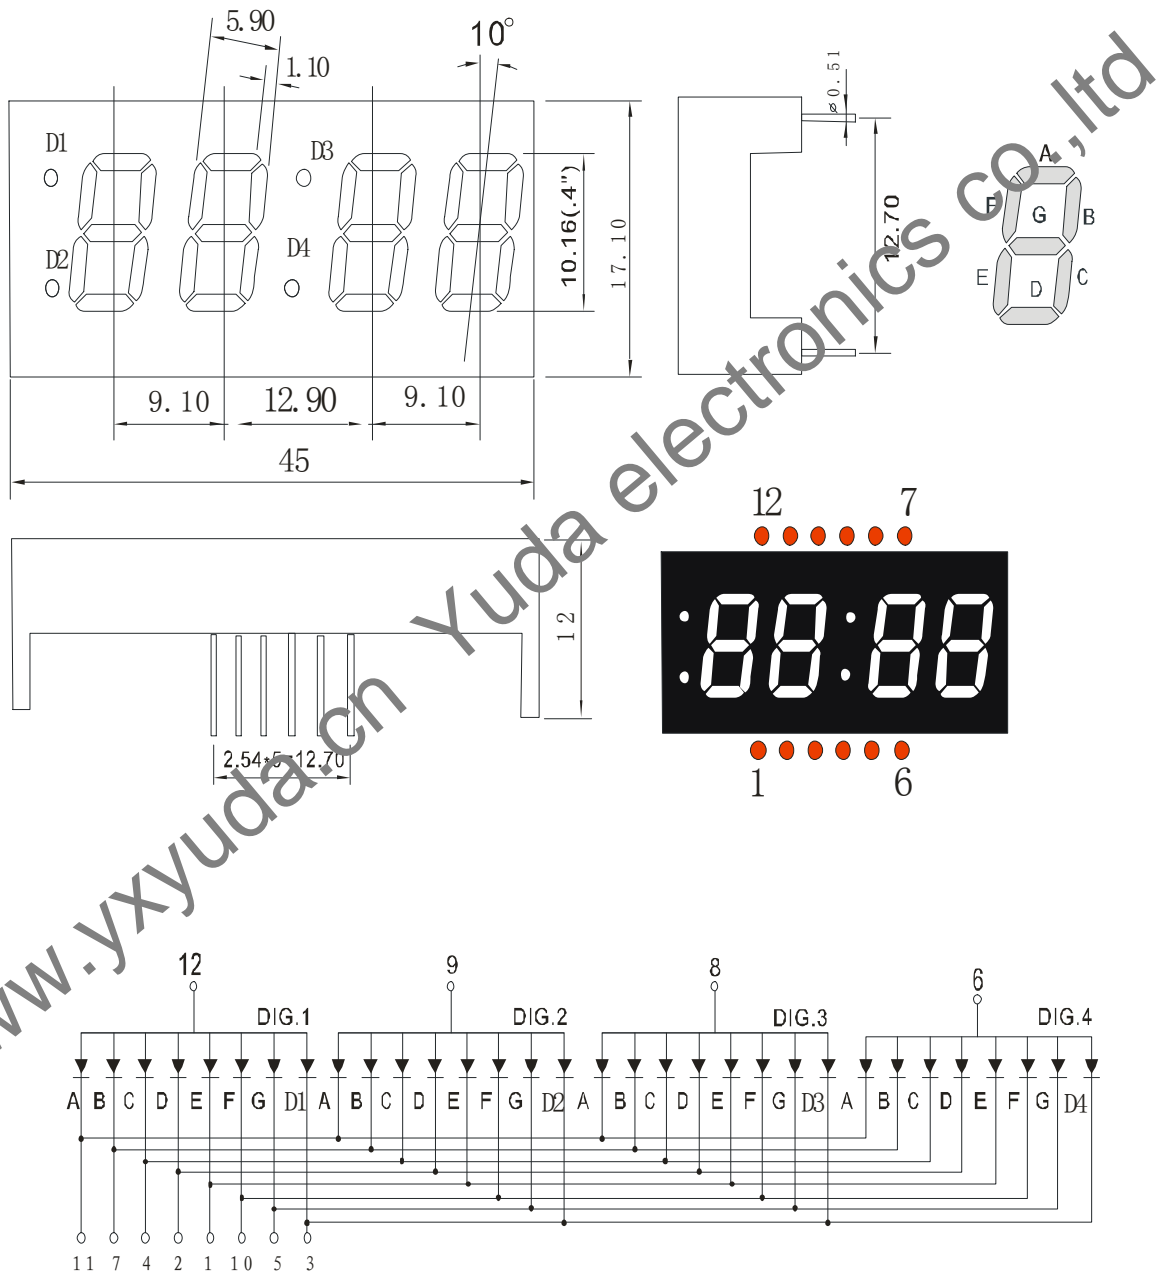 5.90
1.10
10°
D1
D3
D2
D4
10.16(.4")
17.10
9.10
12.90
9.10
45
ø0.51
12.70
A
F
G
B
E
D
C
12
2.54*5=12.70
12
7
1
6
www.yxyuda.cn Yuda electronics co.,ltd
12
9
8
6
DIG.1
DIG.2
DIG.3
DIG.4
A B C D E F G D1 A B C D E F G D2 A B C D E F G D3 A B C D E F G D4
11 7 4 2 1 10 5 3